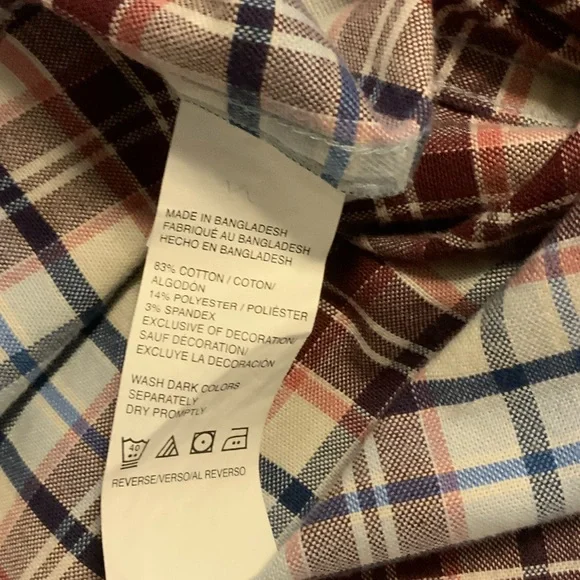 MADE IN BANGLADESH
FABRIQUÉ AU BANGLADESH
HECHO EN BANGLADESH
83% COTTON / COTON/
ALGODÓN
14% POLYESTER / POLIÉSTER
3% SPANDEX
EXCLUSIVE OF DECORATION/
SAUF DÉCORATION/
EXCLUYE LA DECORACIÓN
WASH DARK COLORS
SEPARATELY
DRY PROMPTLY
40
REVERSE/VERSO/AL REVERSO